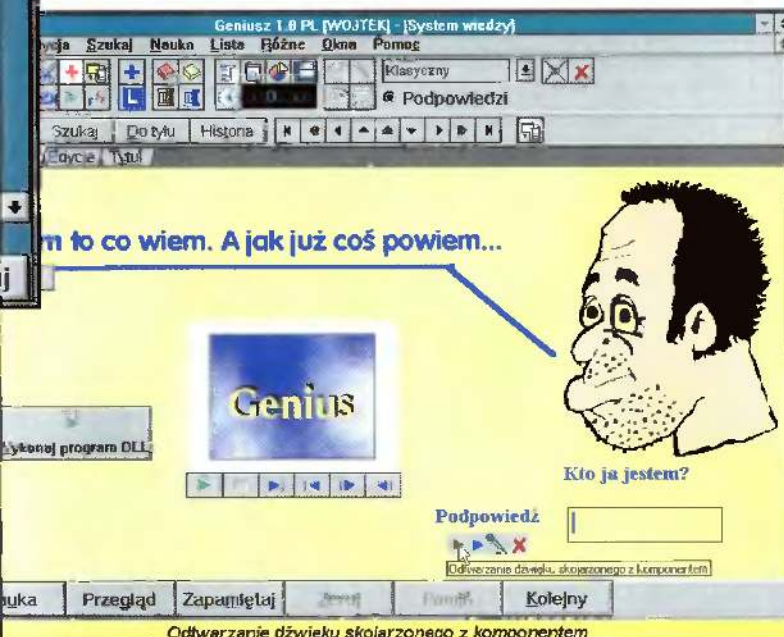 Geniusz 1.0 PL [WOJTEK] - [System wiedzy]
Szukaj Nauka Lista Różne Okna Pomoc
Klasyczny
L
Podpowiedzi
Szukaj Do tyłu Historia
Edycje Tytuł
to co wiem. A jak już coś powiem...
Genius
program DLL
Kto ja jestem?
Podpowiedź
Odtwarzanie dźwięku skojarzonego z komponentem
Przegląd Zapamiętaj Kolejny
Odtwarzanie dźwięku skojarzonego z komponentem